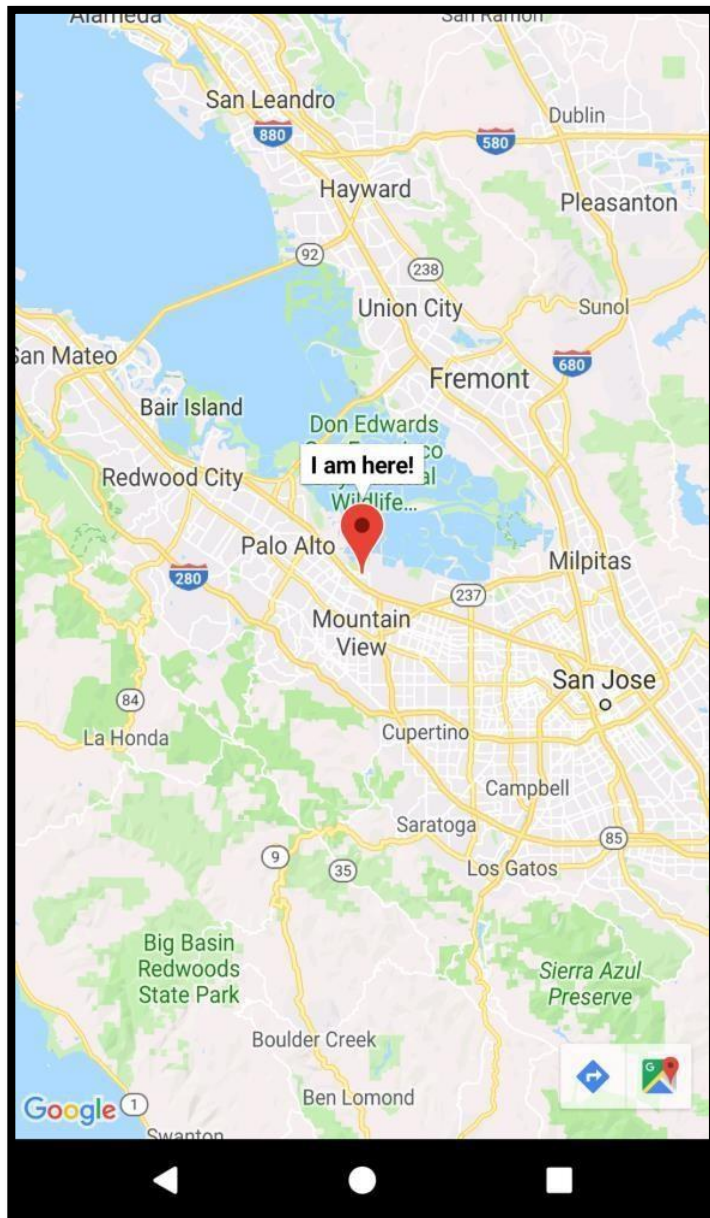 Alameda
San Ramon
San Leandro
880
Dublin
580
Hayward
Pleasanton
92
238
Union City
Sunol
San Mateo
680
Fremont
Bair Island
Don Edwards
I am here!
Redwood City
Wildlife...
Palo Alto
Milpitas
280
237
Mountain
View
San Jose
84
La Honda
Cupertino
Campbell
Saratoga
85
9
35
Los Gatos
Big Basin
Redwoods
State Park
Sierra Azul
Preserve
Boulder Creek
G
Google
1
Ben Lomond
Swanton